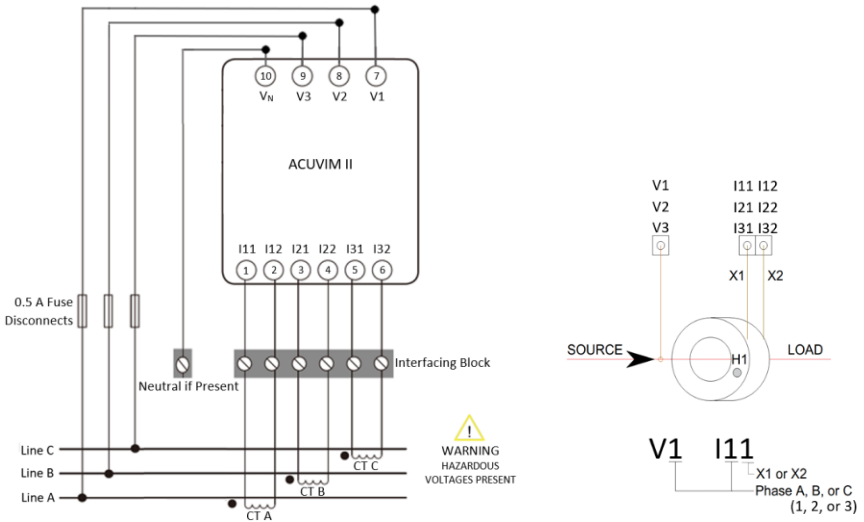 10 9 8 7
VN V3 V2 V1
ACUVIM II
I11 I12 I21 I22 I31 I32
1 2 3 4 5 6
0.5 A Fuse
Disconnects
Interfacing Block
Neutral if Present
Line C
Line B
Line A
CT C
CT B
CT A
!
WARNING
HAZARDOUS
VOLTAGES PRESENT
V1 I11 I12
V2 I21 I22
V3 I31 I32
X1 X2
SOURCE H1 LOAD
V1 I11
X1 or X2
Phase A, B, or C
(1, 2, or 3)